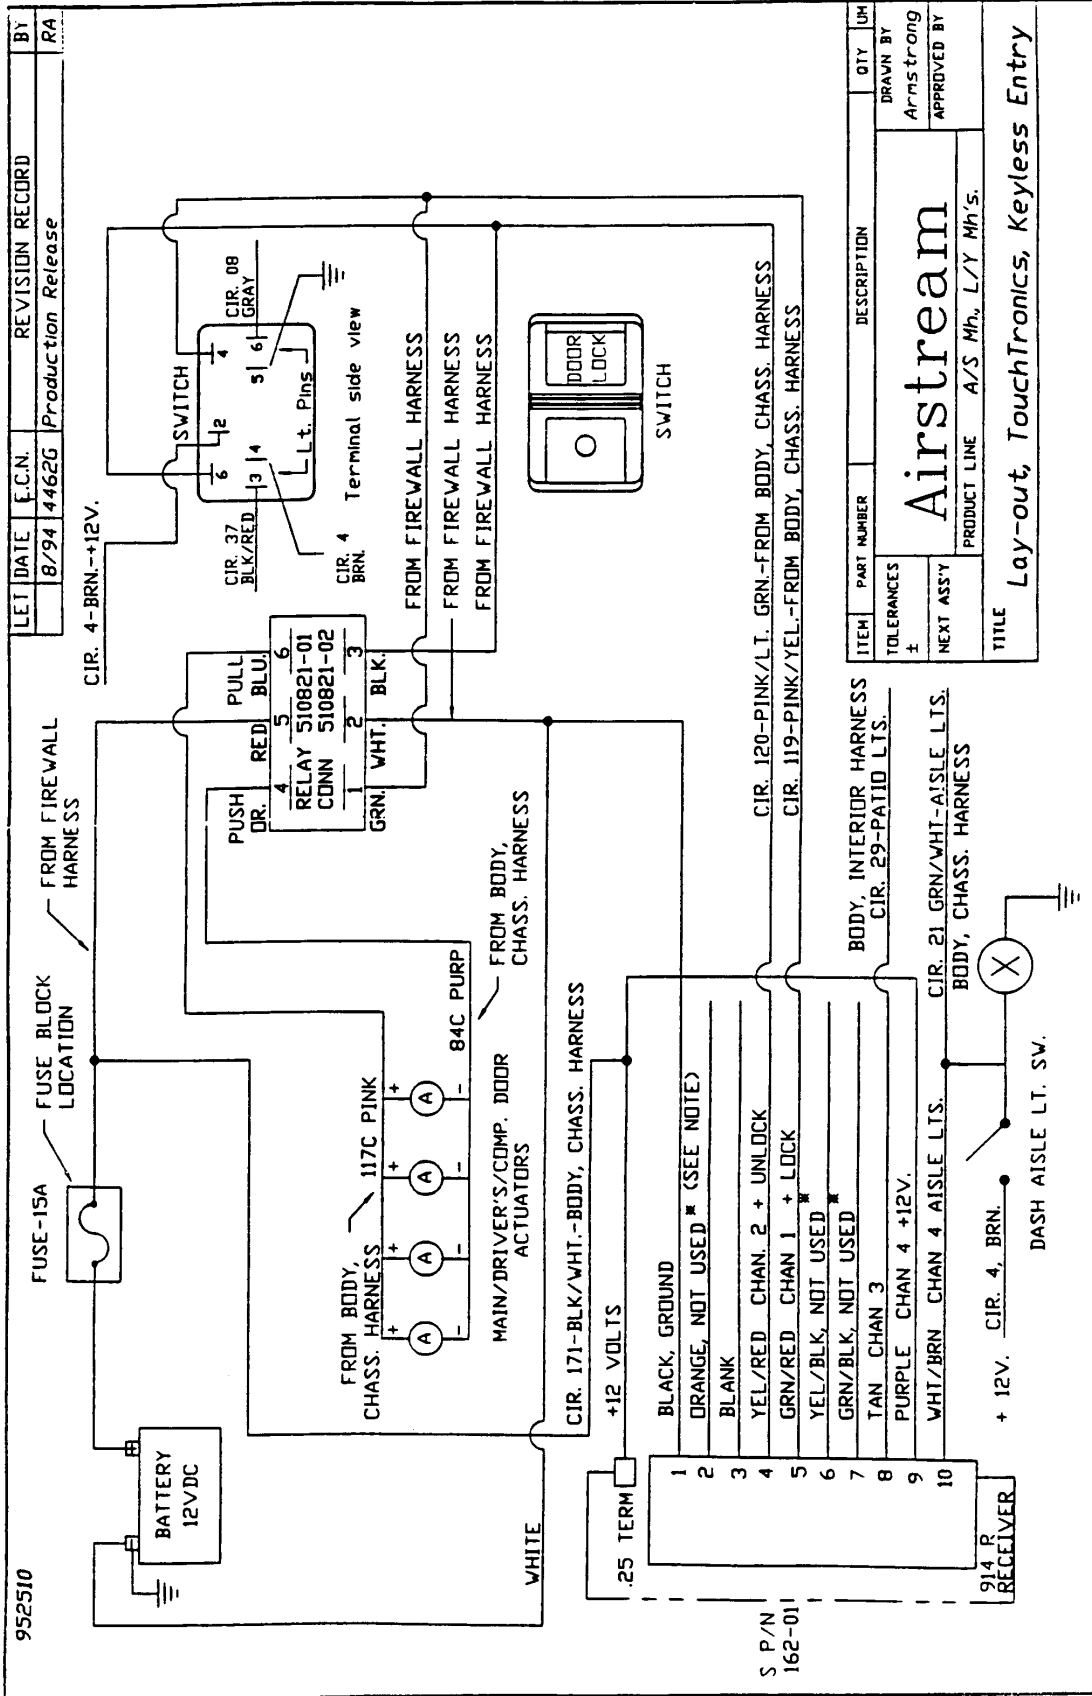 952510
LET DATE E.C.N. REVISION RECORD BY
8/94 4462G Production Release RA
BATTERY
12VDC
FUSE-15A
FUSE BLOCK
LOCATION
FROM FIREWALL
HARNESS
CIR. 4-BRN.-+12V.
SWITCH
6 2 4
3 4 5 6
CIR. 37
BLK/RED
CIR. 08
GRAY
Lt. Pins
CIR. 4
BRN.
Terminal side view
PUSH PULL
OR. RED BLU.
4 5 6
RELAY 510821-01
CONN 510821-02
1 2 3
GRN. WHT. BLK.
FROM FIREWALL HARNESS
FROM FIREWALL HARNESS
FROM FIREWALL HARNESS
DOOR
LOCK
SWITCH
FROM BODY,
CHASS. HARNESS
117C PINK
+ + + +
A A A A
- - - -
84C PURP
FROM BODY,
CHASS. HARNESS
MAIN/DRIVER'S/COMP. DOOR
ACTUATORS
WHITE
CIR. 171-BLK/WHT.-BODY, CHASS. HARNESS
+12 VOLTS
.25 TERM
S P/N
162-01
914 R
RECEIVER
1 BLACK, GROUND
2 ORANGE, NOT USED * (SEE NOTE)
3 BLANK
4 YEL/RED CHAN. 2 + UNLOCK
5 GRN/RED CHAN 1 + LOCK
6 YEL/BLK, NOT USED *
7 GRN/BLK, NOT USED *
8 TAN CHAN 3
9 PURPLE CHAN 4 +12V.
10 WHT/BRN CHAN 4 AISLE LTS.
CIR. 120-PINK/LT. GRN.-FROM BODY, CHASS. HARNESS
CIR. 119-PINK/YEL.-FROM BODY, CHASS. HARNESS
BODY, INTERIOR HARNESS
CIR. 29-PATIO LTS.
CIR. 21 GRN/WHT-AISLE LTS.
BODY, CHASS. HARNESS
X
+ 12V. CIR. 4, BRN.
DASH AISLE LT. SW.
ITEM PART NUMBER DESCRIPTION QTY UM
TOLERANCES
±
NEXT ASS'Y
Airstream
PRODUCT LINE A/S Mh., L/Y Mh's.
DRAWN BY
Armstrong
APPROVED BY
TITLE
Lay-out, TouchTronics, Keyless Entry